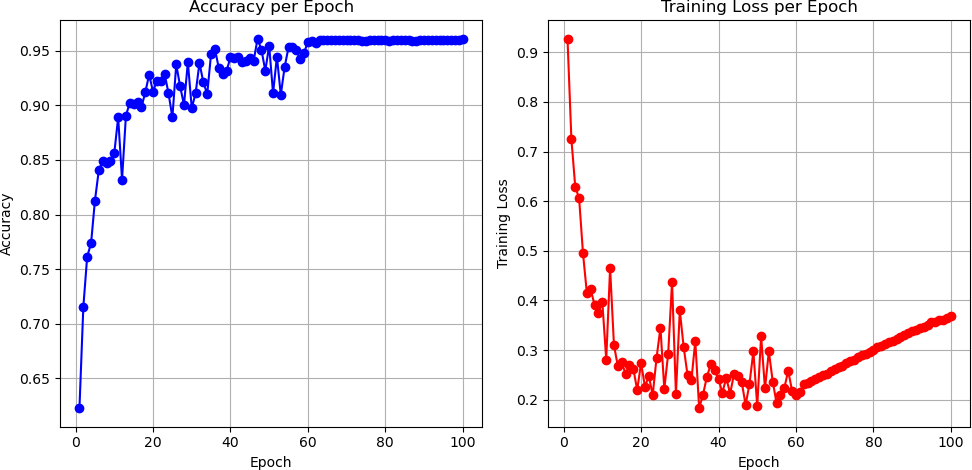 Accuracy per Epoch
Accuracy
0.95
0.90
0.85
0.80
0.75
0.70
0.65
0 20 40 60 80 100
Epoch
Training Loss per Epoch
Training Loss
0.9
0.8
0.7
0.6
0.5
0.4
0.3
0.2
0 20 40 60 80 100
Epoch